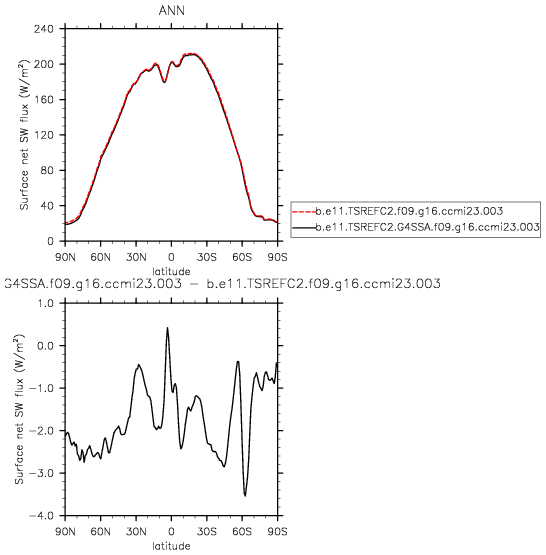 ANN
240
200
160
120
80
40
0
Surface net SW flux (W/m²)
90N 60N 30N 0 30S 60S 90S
latitude
b.e11.TSREFC2.f09.g16.ccmi23.003
b.e11.TSREFC2.G4SSA.f09.g16.ccmi23.003
G4SSA.f09.g16.ccmi23.003 − b.e11.TSREFC2.f09.g16.ccmi23.003
1.0
0.0
−1.0
−2.0
−3.0
−4.0
Surface net SW flux (W/m²)
90N 60N 30N 0 30S 60S 90S
latitude